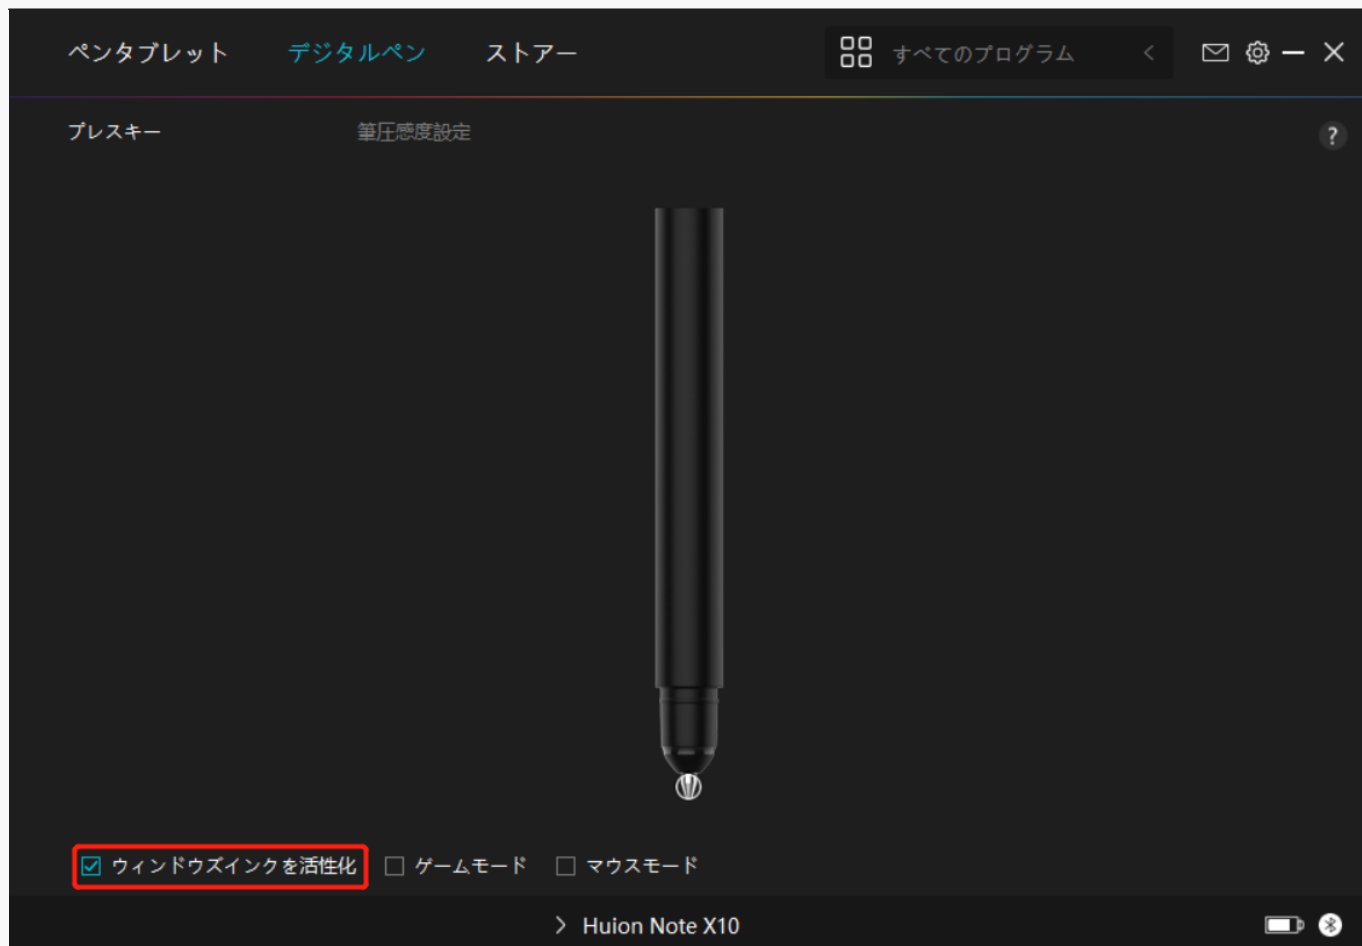 ペンタブレット デジタルペン ストアー すべてのプログラム
プレスキー 筆圧感度設定 ?
ウィンドウズインクを活性化 ゲームモード マウスモード
Huion Note X10